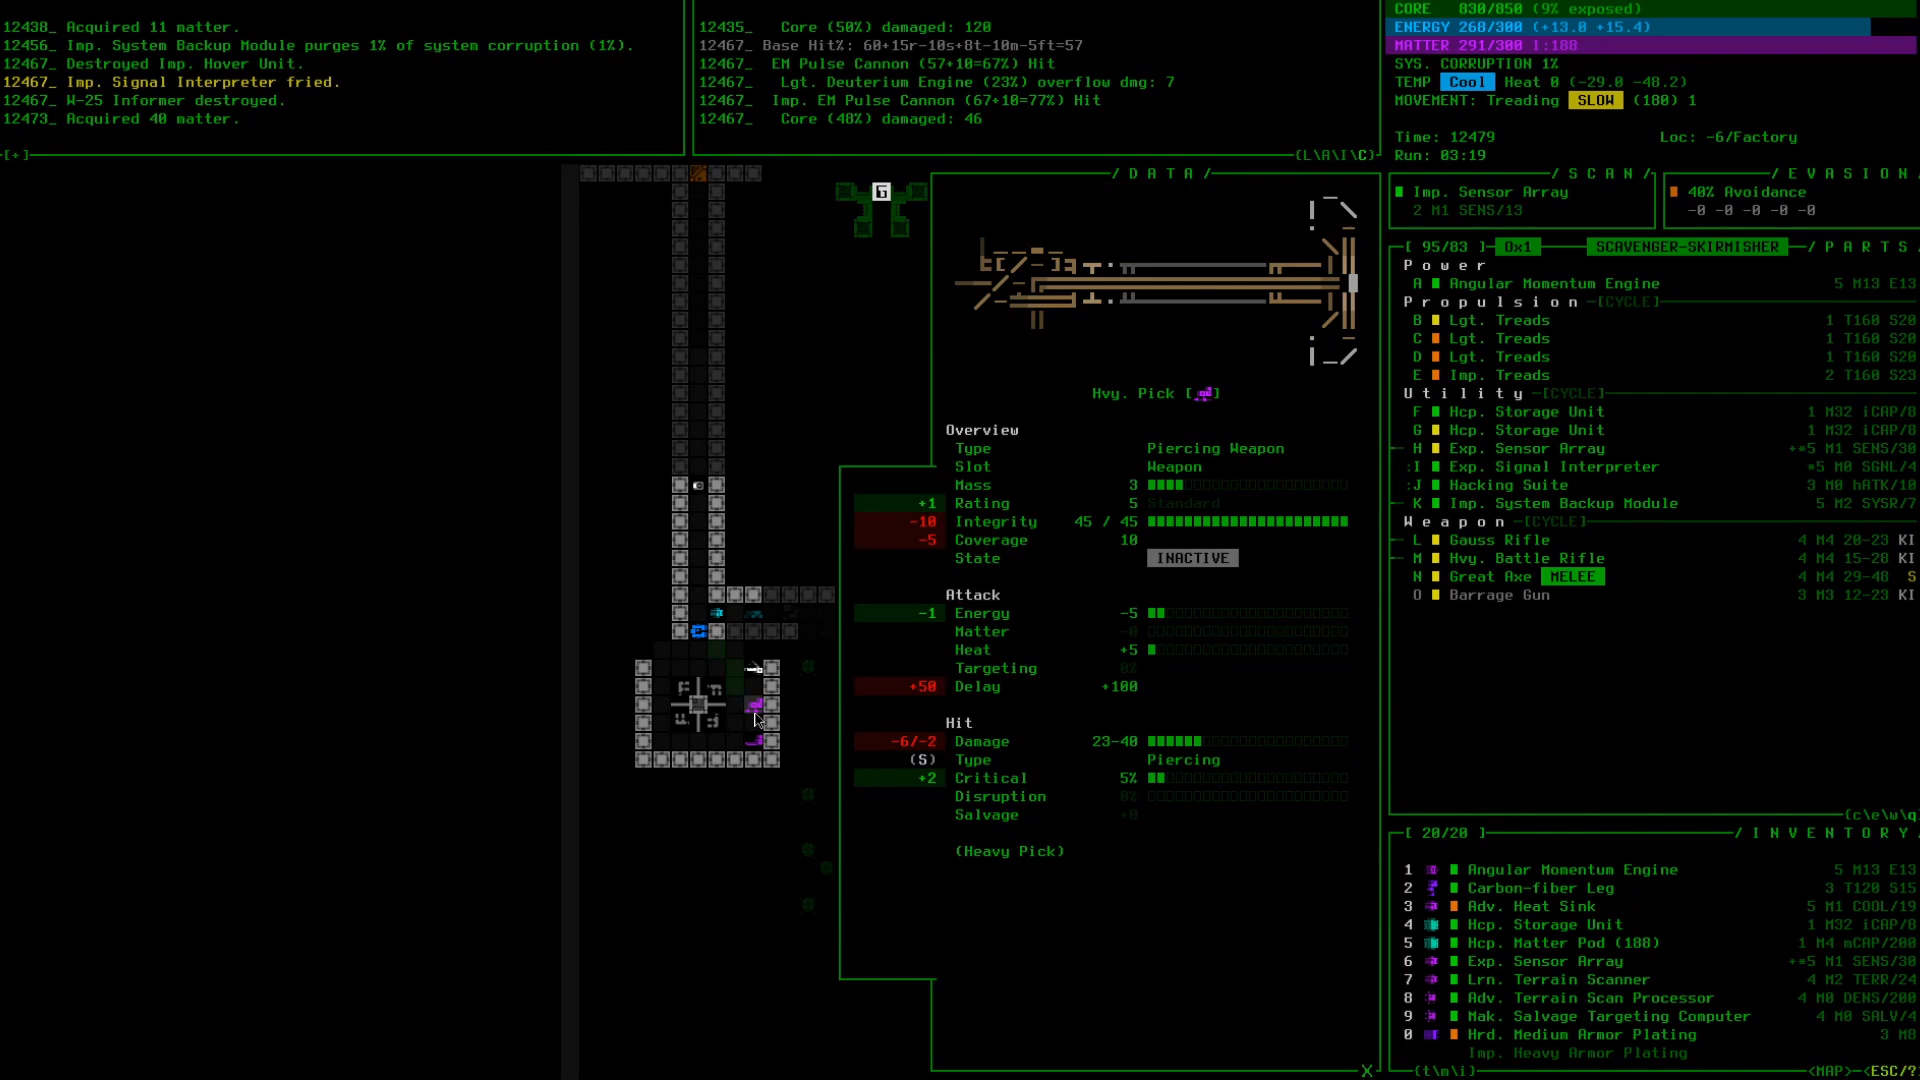 12438_ Acquired 11 matter.
12456_ Imp. System Backup Module purges 1% of system corruption (1%).
12467_ Destroyed Imp. Hover Unit.
12467_ Imp. Signal Interpreter fried.
12467_ W-25 Informer destroyed.
12473_ Acquired 40 matter.
[+]
12435_ Core (50%) damaged: 120
12467_ Base Hit%: 60+15r-10s+8t-10m-5ft=57
12467_ EM Pulse Cannon (57+10=67%) Hit
12467_ Lgt. Deuterium Engine (23%) overflow dmg: 7
12467_ Imp. EM Pulse Cannon (67+10=77%) Hit
12467_ Core (48%) damaged: 46
(L\A\I\C)
CORE 830/850 (9% exposed)
ENERGY 268/300 (+13.0 +15.4)
MATTER 291/300 I:188
SYS. CORRUPTION 1%
TEMP Cool Heat 0 (-29.0 -48.2)
MOVEMENT: Treading SLOW (180) 1
Time: 12479 Loc: -6/Factory
Run: 03:19
/ S C A N /
Imp. Sensor Array
2 M1 SENS/13
/ E V A S I O N
40% Avoidance
-0 -0 -0 -0 -0
G
/ D A T A /
Hvy. Pick [ ]
Overview
Type Piercing Weapon
Slot Weapon
Mass 3
+1 Rating 5 Standard
-10 Integrity 45 / 45
-5 Coverage 10
State INACTIVE
Attack
-1 Energy -5
Matter -0
Heat +5
Targeting 0%
+50 Delay +100
Hit
-6/-2 Damage 23-40
(S) Type Piercing
+2 Critical 5%
Disruption 0%
Salvage +0
(Heavy Pick)
X
[ 95/83 ] 0x1 SCAVENGER-SKIRMISHER / P A R T S /
Power
A Angular Momentum Engine 5 M13 E13
Propulsion [CYCLE]
B Lgt. Treads 1 T160 S20
C Lgt. Treads 1 T160 S20
D Lgt. Treads 1 T160 S20
E Imp. Treads 2 T160 S23
Utility [CYCLE]
F Hcp. Storage Unit 1 M32 iCAP/8
G Hcp. Storage Unit 1 M32 iCAP/8
H Exp. Sensor Array +*5 M1 SENS/30
:I Exp. Signal Interpreter *5 M0 SGNL/4
:J Hacking Suite 3 M0 hATK/10
K Imp. System Backup Module 5 M2 SYSR/7
Weapon [CYCLE]
L Gauss Rifle 4 M4 20-23 KI
M Hvy. Battle Rifle 4 M4 15-28 KI
N Great Axe MELEE 4 M4 29-48 S
O Barrage Gun 3 M3 12-23 KI
(c\e\w\q
[ 20/20 ] / I N V E N T O R Y /
1 Angular Momentum Engine 5 M13 E13
2 Carbon-fiber Leg 3 T120 S15
3 Adv. Heat Sink 5 M1 COOL/19
4 Hcp. Storage Unit 1 M32 iCAP/8
5 Hcp. Matter Pod (188) 1 M4 mCAP/200
6 Exp. Sensor Array +*5 M1 SENS/30
7 Lrn. Terrain Scanner 4 M2 TERR/24
8 Adv. Terrain Scan Processor 4 M0 DENS/200
9 Mak. Salvage Targeting Computer 4 M0 SALV/4
0 Hrd. Medium Armor Plating 3 M8
Imp. Heavy Armor Plating
(t\m\i) <MAP> <ESC/?